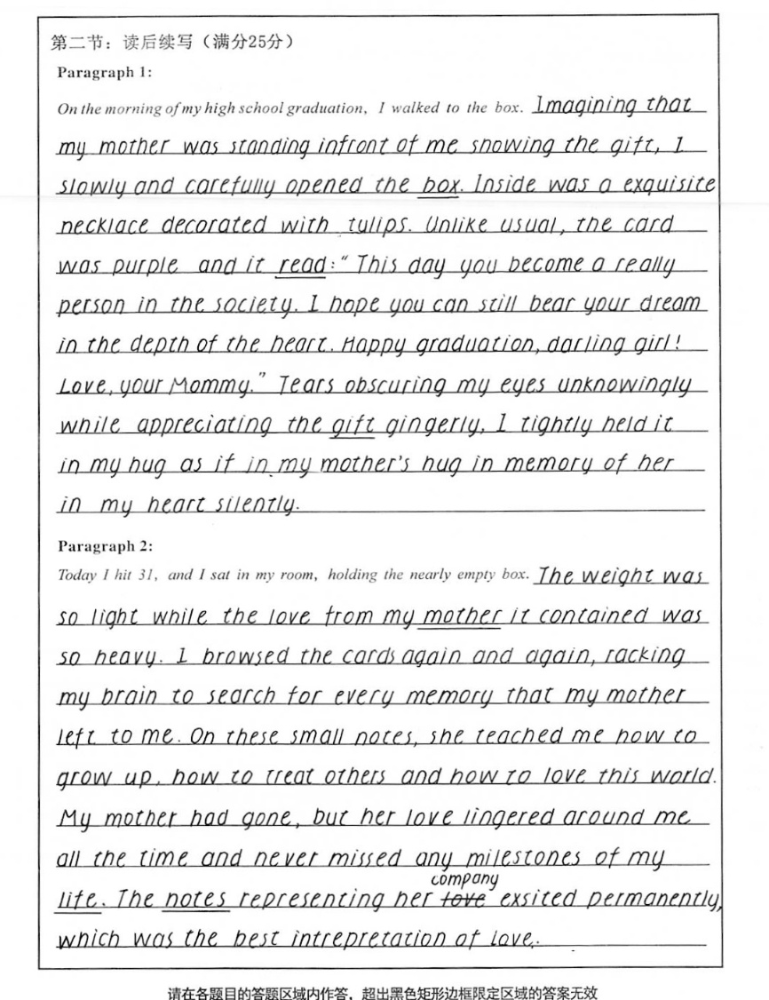 第二节：读后续写（满分25分）
Paragraph 1:
On the morning of my high school graduation, I walked to the box. Imagining that
my mother was standing infront of me showing the gift, I
slowly and carefully opened the box. Inside was a exquisite
necklace decorated with tulips. Unlike usual, the card
was purple and it read: “This day you become a really
person in the society. I hope you can still bear your dream
in the depth of the heart. Happy graduation, darling girl!
Love, your Mommy.” Tears obscuring my eyes unknowingly
while appreciating the gift gingerly, I tightly held it
in my hug as if in my mother's hug in memory of her
in my heart silently.
Paragraph 2:
Today I hit 31, and I sat in my room, holding the nearly empty box. The weight was
so light while the love from my mother it contained was
so heavy. I browsed the cards again and again, racking
my brain to search for every memory that my mother
left to me. On these small notes, she teached me how to
grow up, how to treat others and how to love this world.
My mother had gone, but her love lingered around me
all the time and never missed any milestones of my
company
life. The notes representing her love exsited permanently,
which was the best intrepretation of love.
请在各题目的答题区域内作答，超出黑色矩形边框限定区域的答案无效